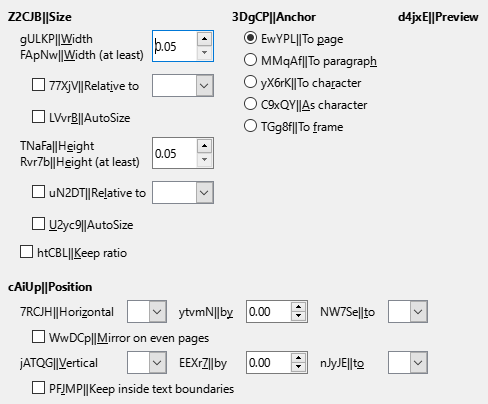 Z2CJB||Size 3DgCP||Anchor d4jxE||Preview
gULKP||Width
FApNw||Width (at least) 0.05
EwYPL||To page
MMqAf||To paragraph
77XjV||Relative to
yX6rK||To character
C9xQY||As character
LVvrB||AutoSize
TGg8f||To frame
TNaFa||Height
Rvr7b||Height (at least) 0.05
uN2DT||Relative to
U2yc9||AutoSize
htCBL||Keep ratio
cAiUp||Position
7RCJH||Horizontal ytvmN||by 0.00 NW7Se||to
WwDCp||Mirror on even pages
jATQG||Vertical EEXr7||by 0.00 nJyJE||to
PFJMP||Keep inside text boundaries